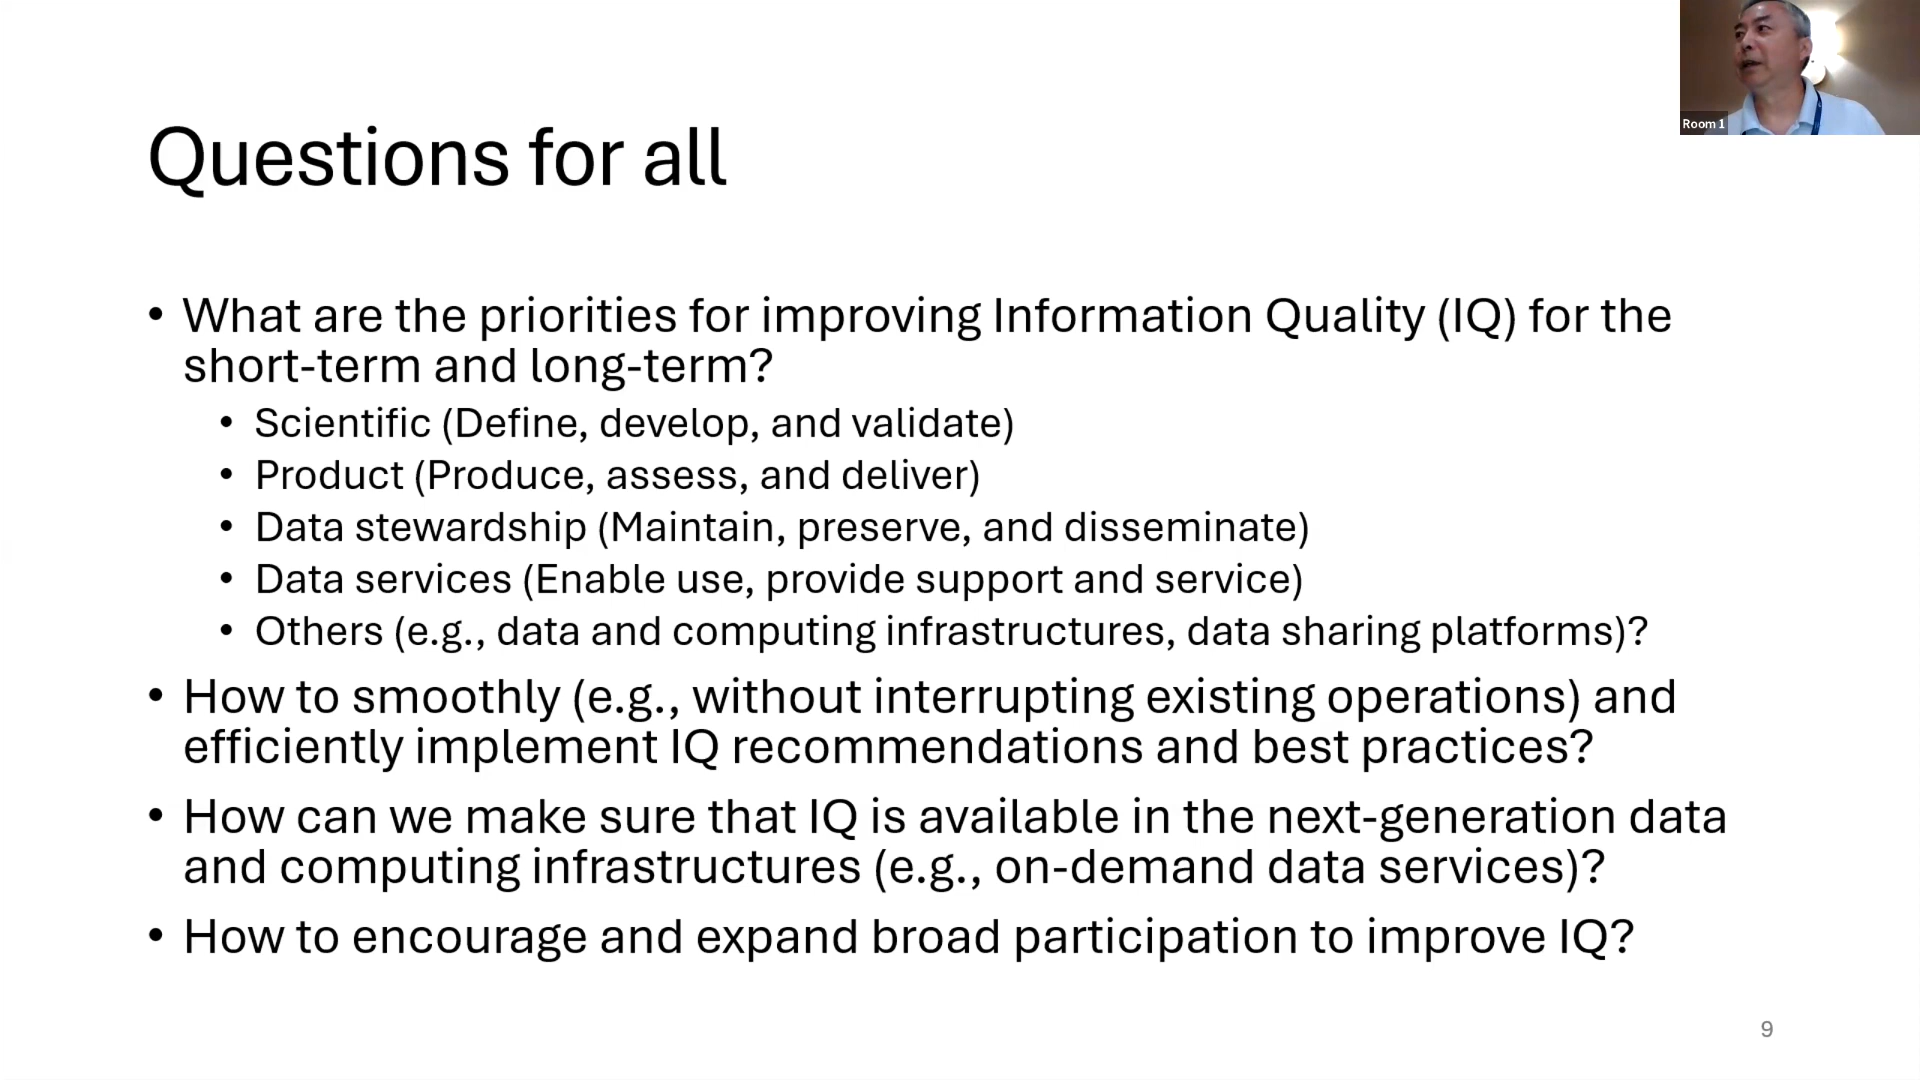 Questions for all
• What are the priorities for improving Information Quality (IQ) for the
short-term and long-term?
• Scientific (Define, develop, and validate)
• Product (Produce, assess, and deliver)
• Data stewardship (Maintain, preserve, and disseminate)
• Data services (Enable use, provide support and service)
• Others (e.g., data and computing infrastructures, data sharing platforms)?
• How to smoothly (e.g., without interrupting existing operations) and
efficiently implement IQ recommendations and best practices?
• How can we make sure that IQ is available in the next-generation data
and computing infrastructures (e.g., on-demand data services)?
• How to encourage and expand broad participation to improve IQ?
9
Room 1